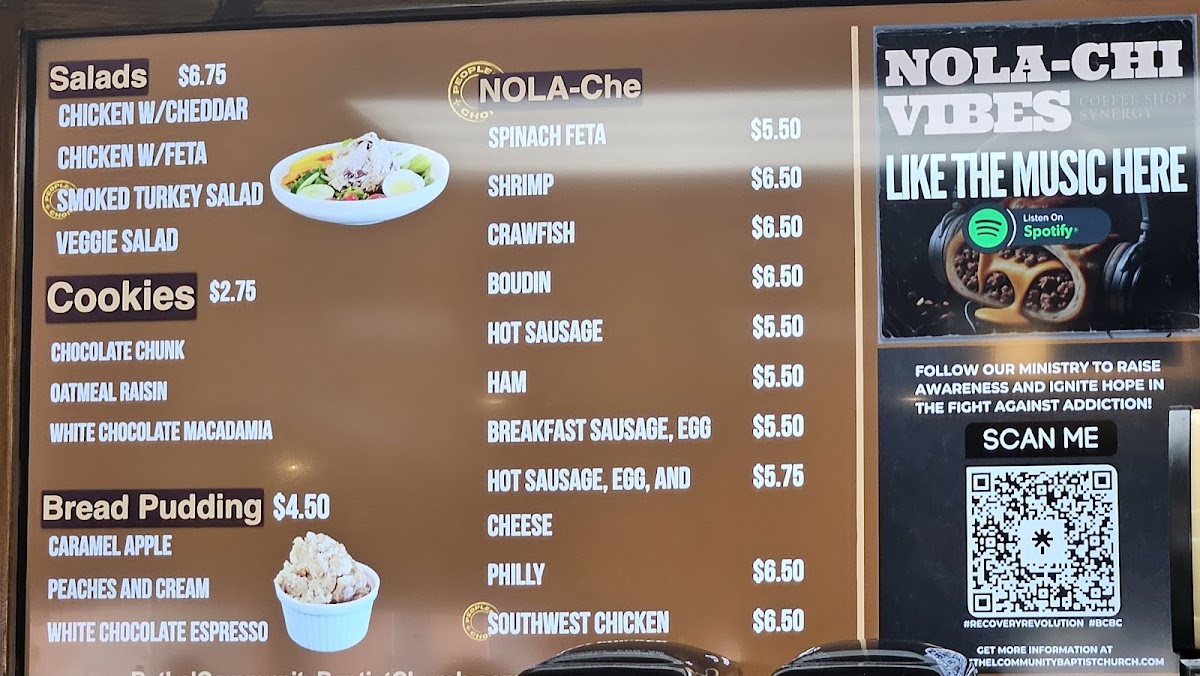 Salads $6.75
CHICKEN W/CHEDDAR
CHICKEN W/FETA
SMOKED TURKEY SALAD
VEGGIE SALAD
Cookies $2.75
CHOCOLATE CHUNK
OATMEAL RAISIN
WHITE CHOCOLATE MACADAMIA
Bread Pudding $4.50
CARAMEL APPLE
PEACHES AND CREAM
WHITE CHOCOLATE ESPRESSO
PEOPLE
NOLA-Che
SPINACH FETA $5.50
SHRIMP $6.50
CRAWFISH $6.50
BOUDIN $6.50
HOT SAUSAGE $5.50
HAM $5.50
BREAKFAST SAUSAGE, EGG $5.50
HOT SAUSAGE, EGG, AND $5.75
CHEESE
PHILLY $6.50
SOUTHWEST CHICKEN $6.50
NOLA-CHI
VIBES COFFEE SHOP
SYNERGY
LIKE THE MUSIC HERE
Listen On
Spotify
FOLLOW OUR MINISTRY TO RAISE
AWARENESS AND IGNITE HOPE IN
THE FIGHT AGAINST ADDICTION!
SCAN ME
#RECOVERYREVOLUTION #BCBC
GET MORE INFORMATION AT
THELCOMMUNITYBAPTISTCHURCH.COM